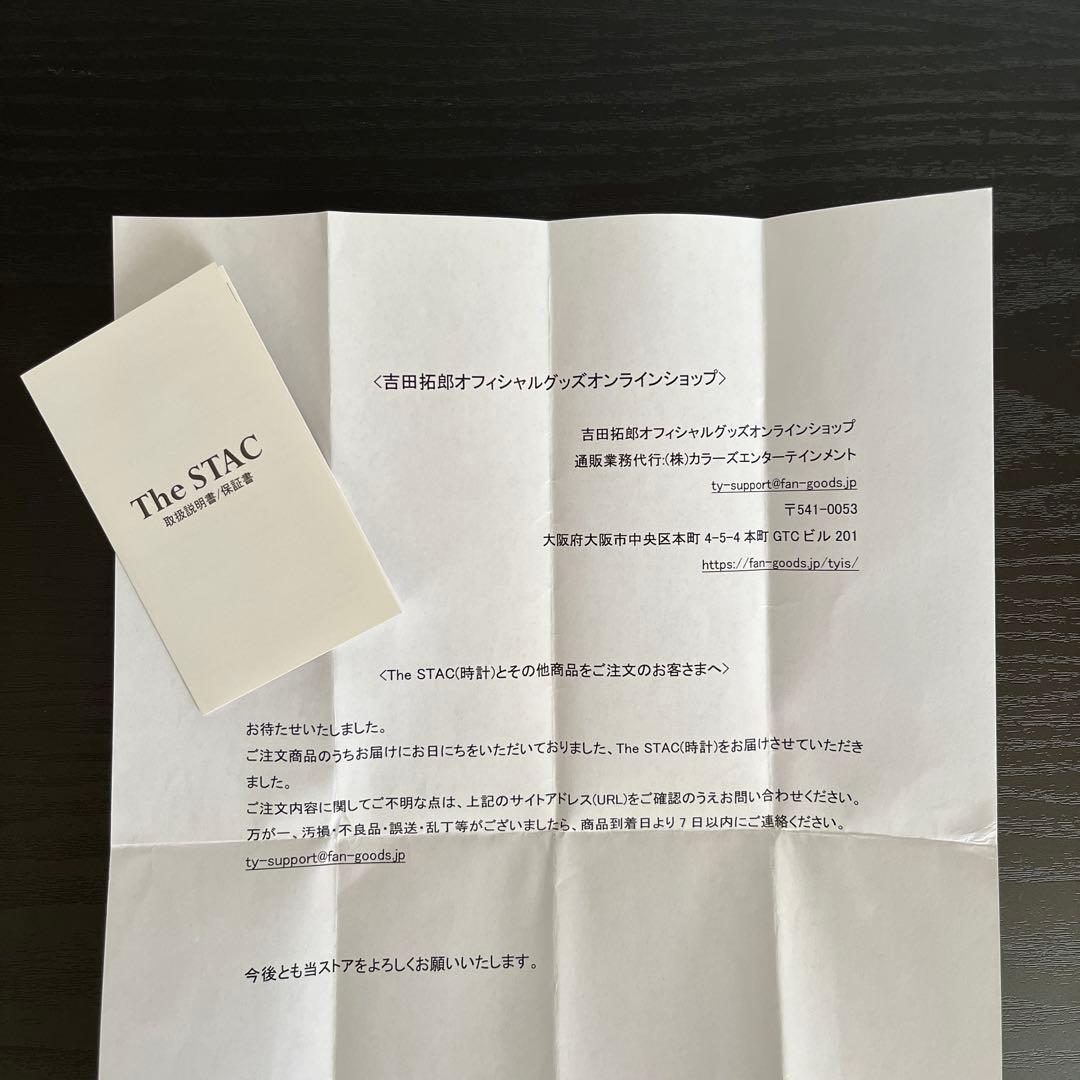 <吉田拓郎オフィシャルグッズオンラインショップ>
吉田拓郎オフィシャルグッズオンラインショップ
通販業務代行:(株)カラーズエンターテインメント
ty-support@fan-goods.jp
〒541-0053
大阪府大阪市中央区本町 4-5-4 本町 GTC ビル 201
https://fan-goods.jp/tyis/
The STAC
取扱説明書/保証書
<The STAC(時計)とその他商品をご注文のお客さまへ>
お待たせいたしました。
ご注文商品のうちお届けにお日にちをいただいておりました、The STAC(時計)をお届けさせていただき
ました。
ご注文内容に関してご不明な点は、上記のサイトアドレス(URL)をご確認のうえお問い合わせください。
万が一、汚損・不良品・誤送・乱丁等がございましたら、商品到着日より 7 日以内にご連絡ください。
ty-support@fan-goods.jp
今後とも当ストアをよろしくお願いいたします。